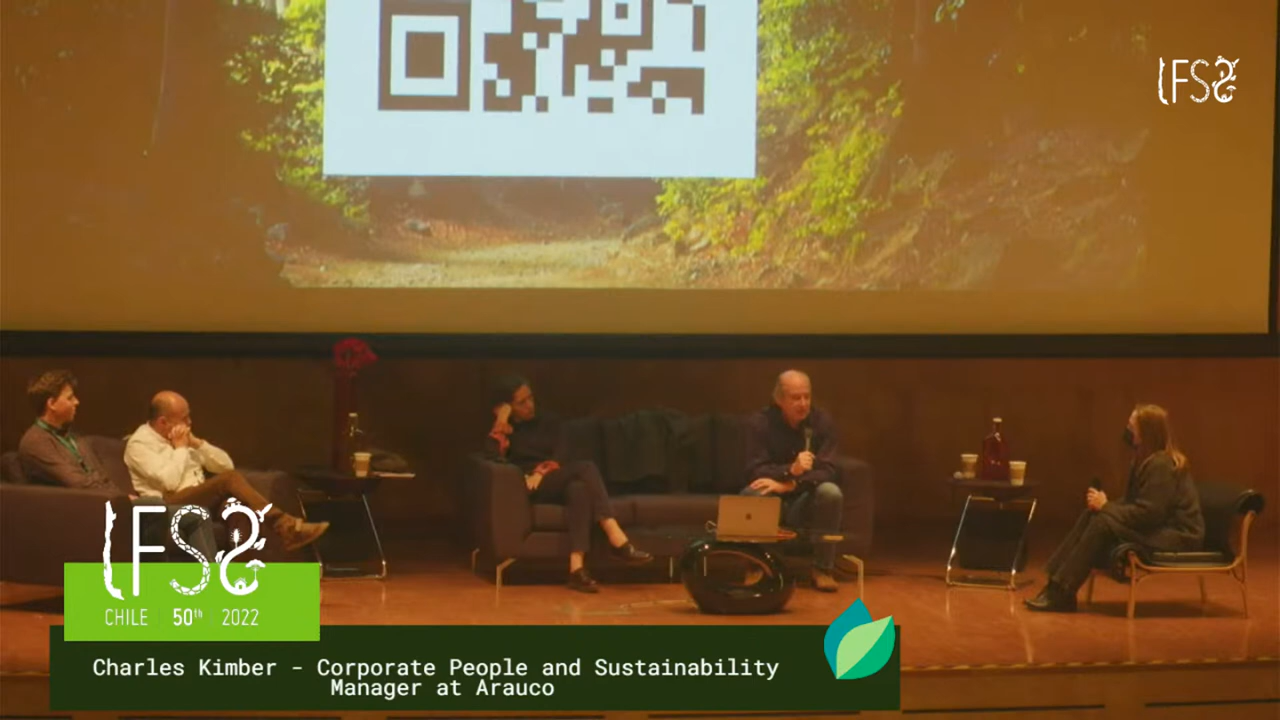 IFSS
IFSS
CHILE 50th 2022
Charles Kimber - Corporate People and Sustainability
Manager at Arauco